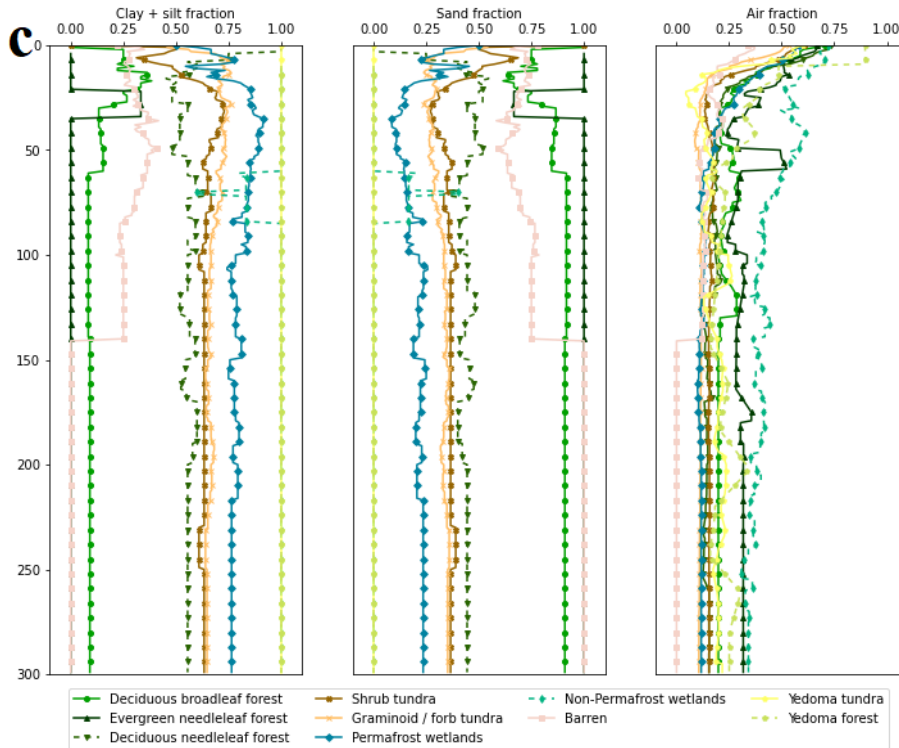 c
Clay + silt fraction
0.00 0.25 0.50 0.75 1.00
0
50
100
150
200
250
300
Sand fraction
0.00 0.25 0.50 0.75 1.00
Air fraction
0.00 0.25 0.50 0.75 1.00
Deciduous broadleaf forest
Evergreen needleleaf forest
Deciduous needleleaf forest
Shrub tundra
Graminoid / forb tundra
Permafrost wetlands
Non-Permafrost wetlands
Barren
Yedoma tundra
Yedoma forest